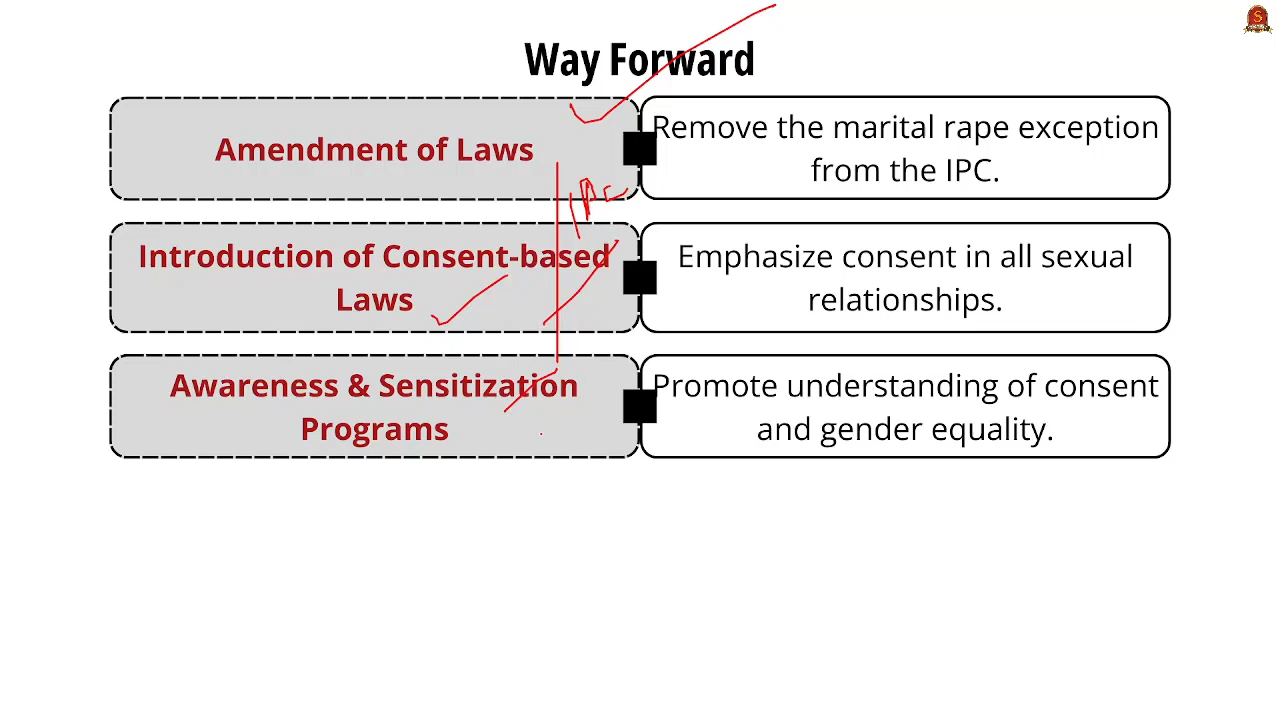 Way Forward
Amendment of Laws
Remove the marital rape exception
from the IPC.
IPC
Introduction of Consent-based
Laws
Emphasize consent in all sexual
relationships.
Awareness & Sensitization
Programs
Promote understanding of consent
and gender equality.